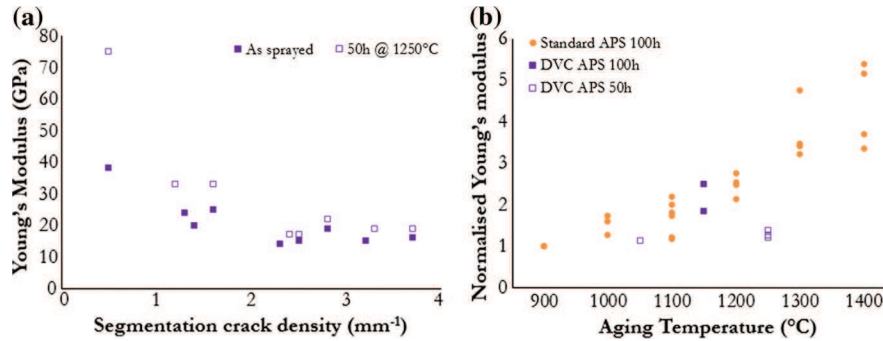 (a)
Young's Modulus (GPa)
80
70
60
50
40
30
20
10
0
As sprayed
50h @ 1250°C
0 1 2 3 4
Segmentation crack density (mm⁻¹)
(b)
Normalised Young's modulus
6
5
4
3
2
1
0
Standard APS 100h
DVC APS 100h
DVC APS 50h
900 1000 1100 1200 1300 1400
Aging Temperature (°C)